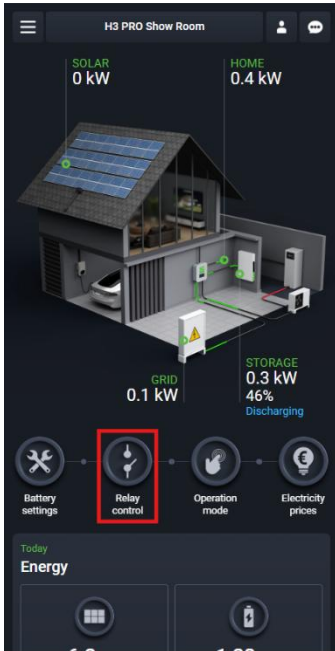 H3 PRO Show Room
SOLAR
0 kW
HOME
0.4 kW
GRID
0.1 kW
STORAGE
0.3 kW
46%
Discharging
Battery
settings
Relay
control
Operation
mode
Electricity
prices
Today
Energy